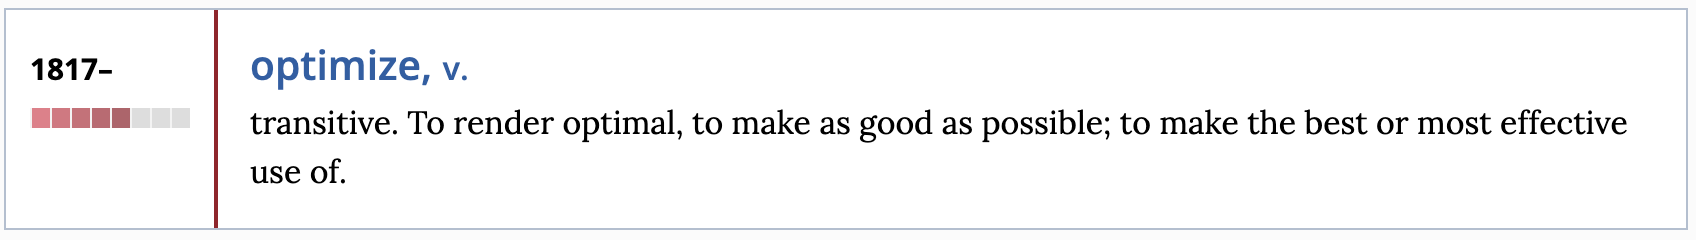 1817–
optimize, v.
transitive. To render optimal, to make as good as possible; to make the best or most effective
use of.